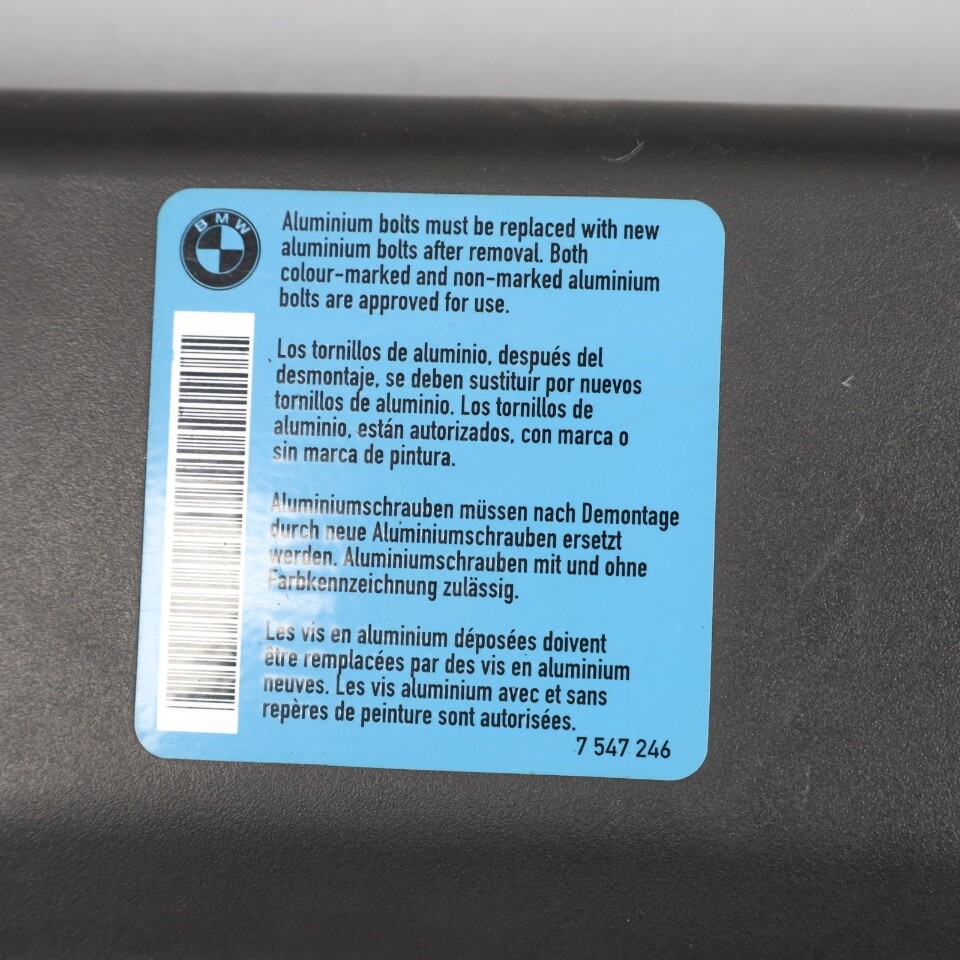 BMW
Aluminium bolts must be replaced with new
aluminium bolts after removal. Both
colour-marked and non-marked aluminium
bolts are approved for use.
Los tornillos de aluminio, después del
desmontaje, se deben sustituir por nuevos
tornillos de aluminio. Los tornillos de
aluminio, están autorizados, con marca o
sin marca de pintura.
Aluminiumschrauben müssen nach Demontage
durch neue Aluminiumschrauben ersetzt
werden. Aluminiumschrauben mit und ohne
Farbkennzeichnung zulässig.
Les vis en aluminium déposées doivent
être remplacées par des vis en aluminium
neuves. Les vis aluminium avec et sans
repères de peinture sont autorisées.
7 547 246